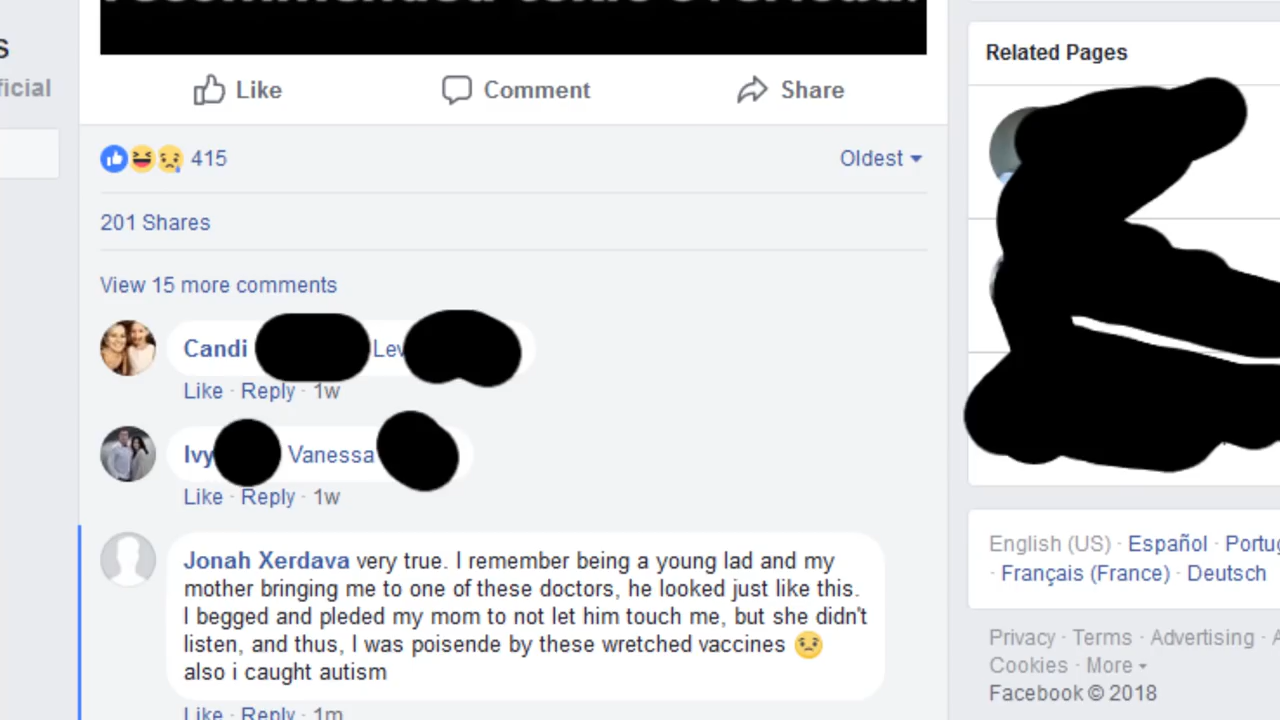 S
ficial
Like Comment Share
415
Oldest
201 Shares
View 15 more comments
Candi Lev
Like · Reply · 1w
Ivy Vanessa
Like · Reply · 1w
Jonah Xerdava very true. I remember being a young lad and my
mother bringing me to one of these doctors, he looked just like this.
I begged and pleded my mom to not let him touch me, but she didn't
listen, and thus, I was poisende by these wretched vaccines 😟
also i caught autism
Like · Reply · 1m
Related Pages
English (US) · Español · Portug
· Français (France) · Deutsch
Privacy · Terms · Advertising · A
Cookies · More
Facebook © 2018